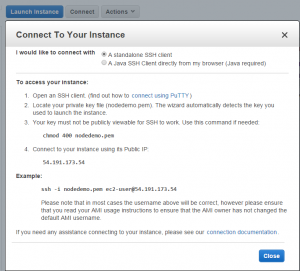 Launch Instance Connect Actions
Connect To Your Instance ×
I would like to connect with A standalone SSH client
A Java SSH Client directly from my browser (Java required)
To access your instance:
1. Open an SSH client. (find out how to connect using PuTTY)
2. Locate your private key file (nodedemo.pem). The wizard automatically detects the key you
used to launch the instance.
3. Your key must not be publicly viewable for SSH to work. Use this command if needed:
chmod 400 nodedemo.pem
4. Connect to your instance using its Public IP:
54.191.173.54
Example:
ssh -i nodedemo.pem ec2-user@54.191.173.54
Please note that in most cases the username above will be correct, however please ensure
that you read your AMI usage instructions to ensure that the AMI owner has not changed the
default AMI username.
If you need any assistance connecting to your instance, please see our connection documentation.
Close